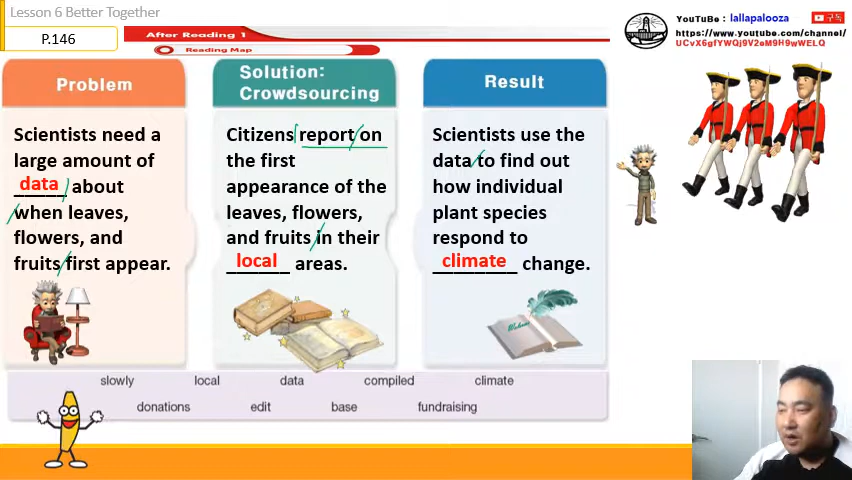 Lesson 6 Better Together
P.146
After Reading 1
Reading Map
YouTuBe : lallapalooza
구독
https://www.youtube.com/channel/
UCvX6gfYWQj9V2eM9H9wWELQ
Problem
Scientists need a
large amount of
data about
when leaves,
flowers, and
fruits first appear.
Solution:
Crowdsourcing
Citizens report on
the first
appearance of the
leaves, flowers,
and fruits in their
local areas.
Result
Scientists use the
data to find out
how individual
plant species
respond to
climate change.
slowly local data compiled climate
donations edit base fundraising